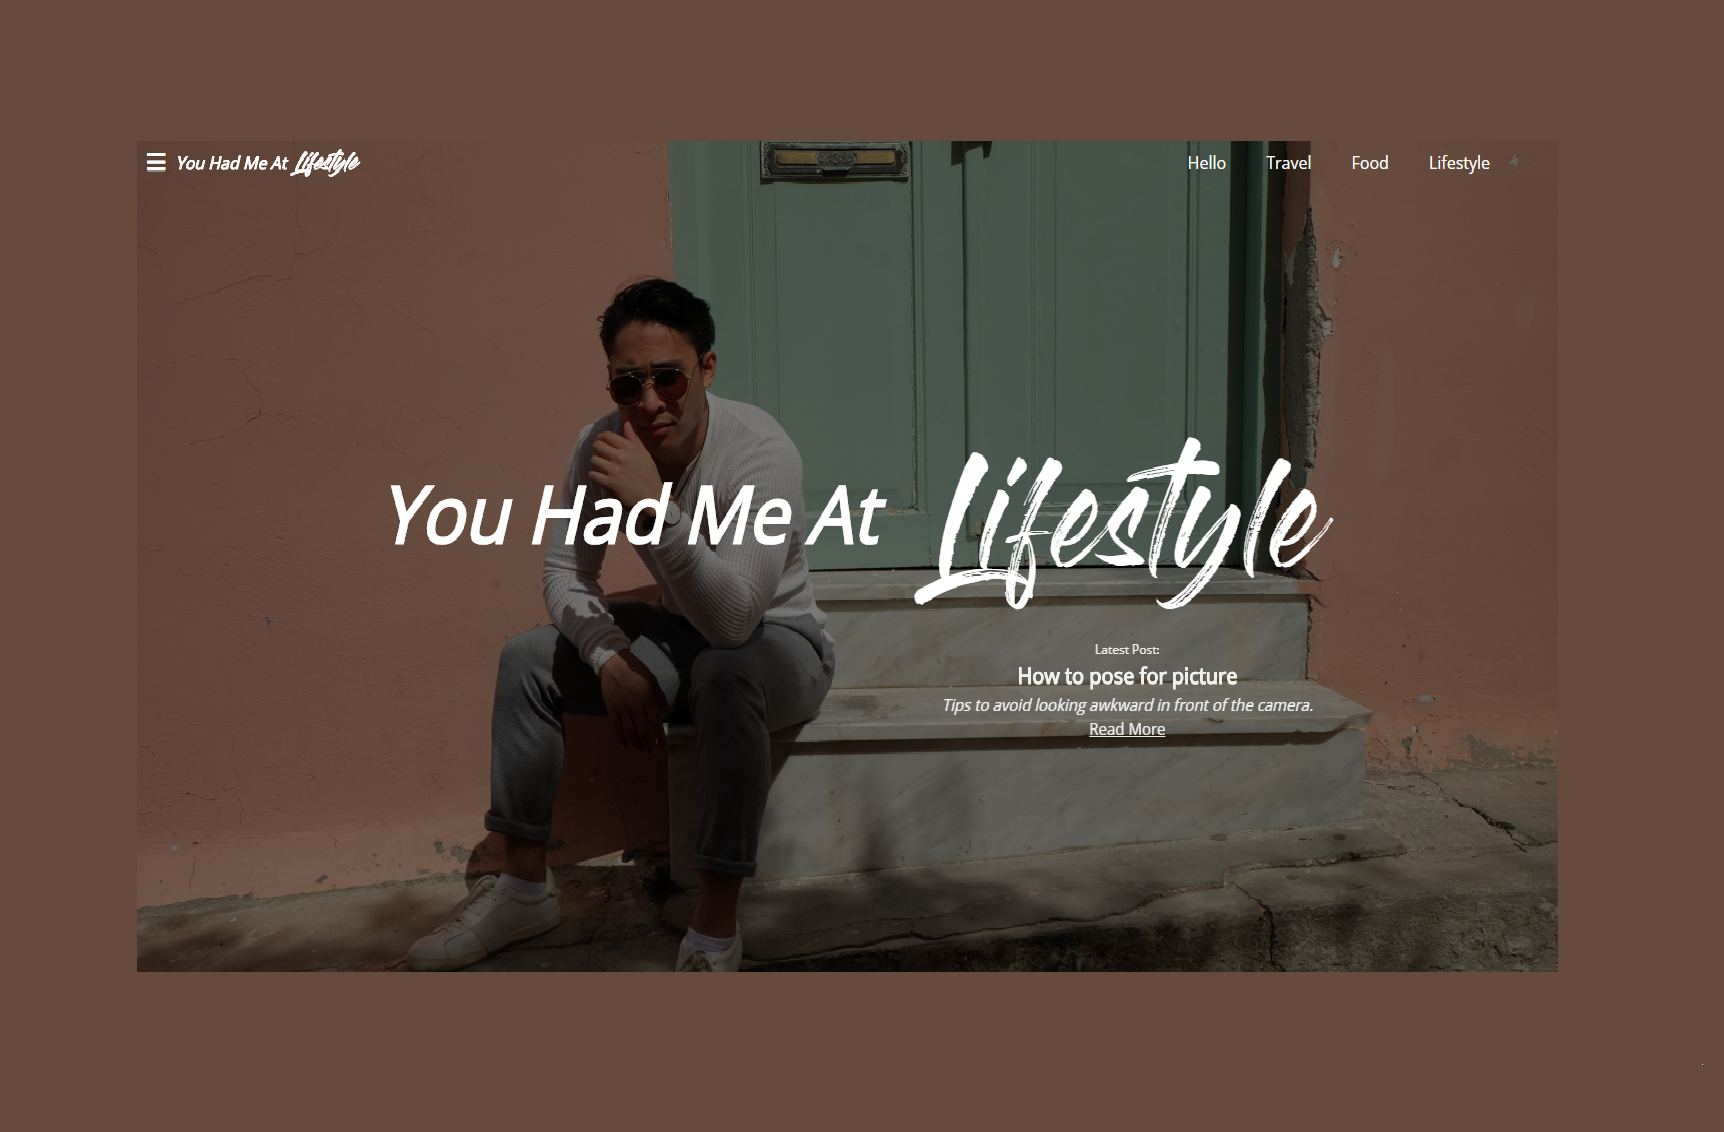 You Had Me At Lifestyle
Hello Travel Food Lifestyle
You Had Me At Lifestyle
Latest Post:
How to pose for picture
Tips to avoid looking awkward in front of the camera.
Read More